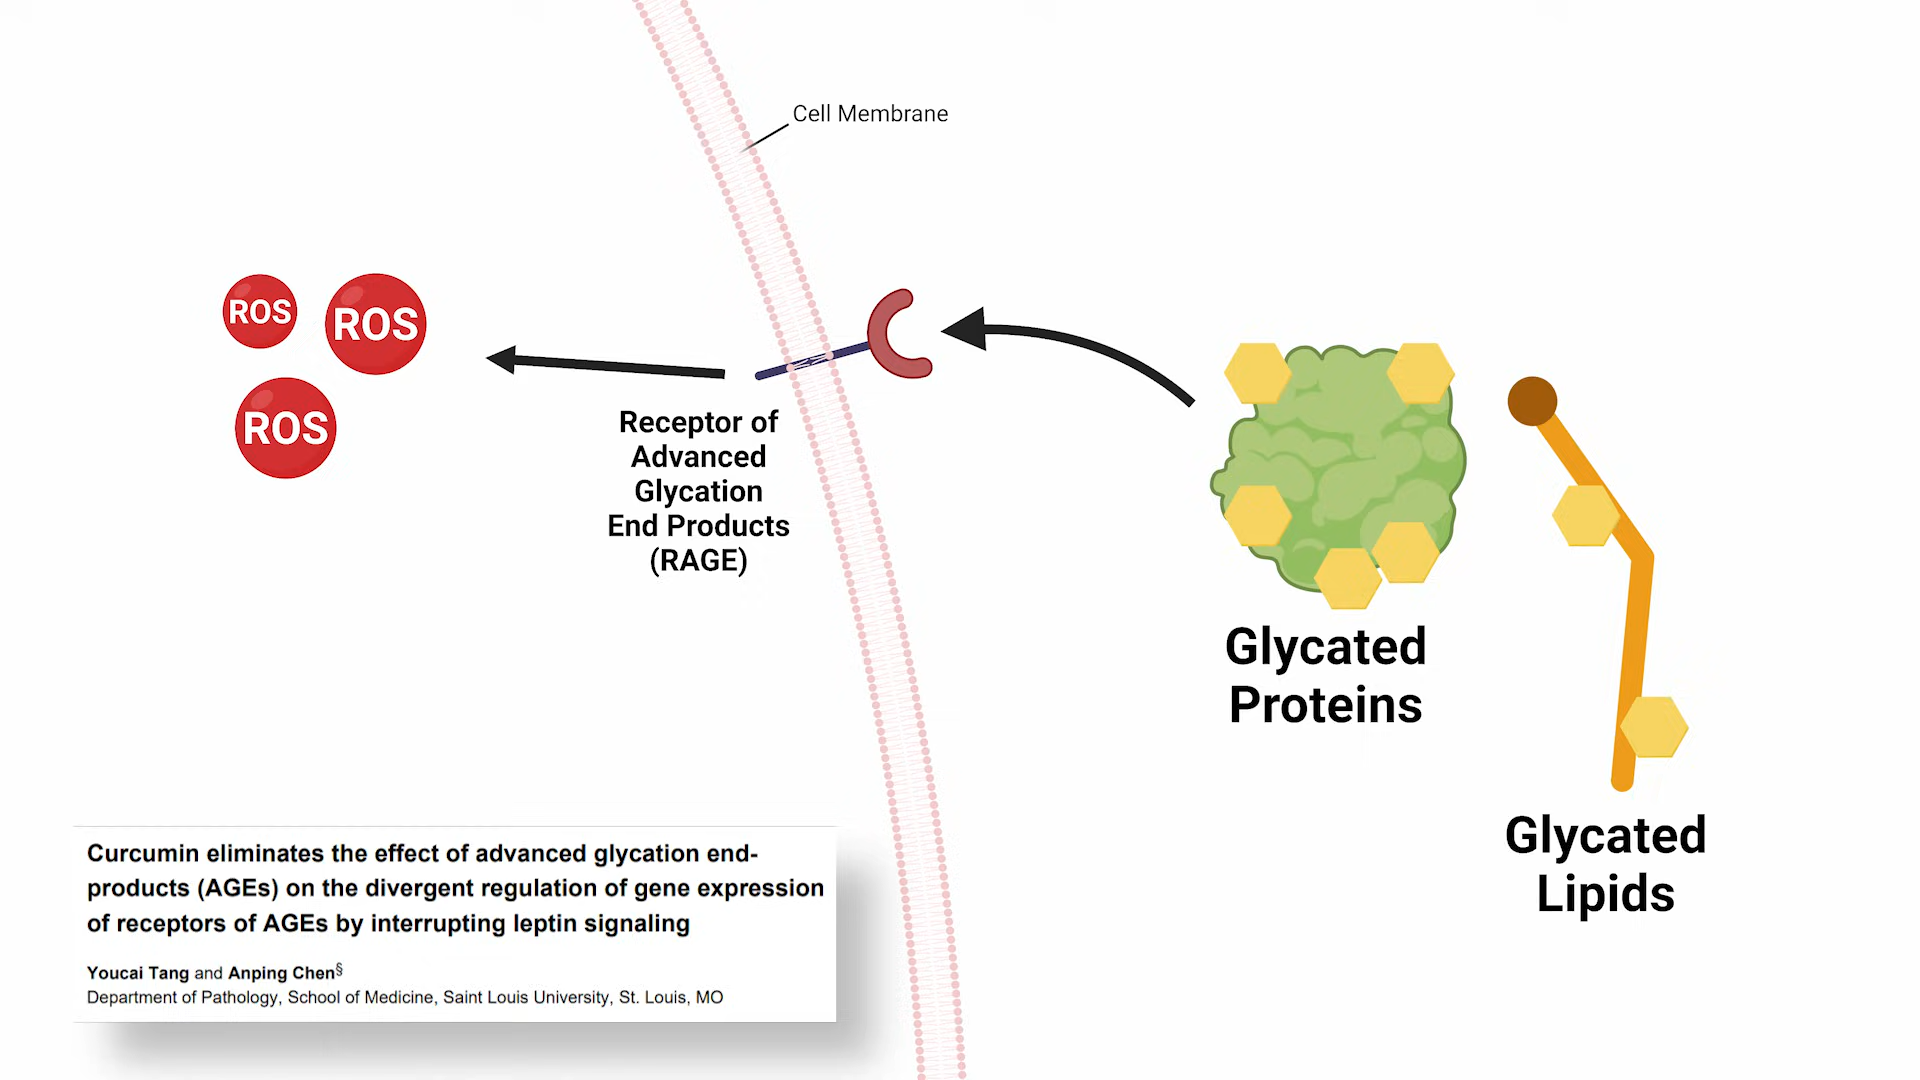 Cell Membrane
ROS
ROS
ROS
Receptor of
Advanced
Glycation
End Products
(RAGE)
Glycated
Proteins
Glycated
Lipids
Curcumin eliminates the effect of advanced glycation end-
products (AGEs) on the divergent regulation of gene expression
of receptors of AGEs by interrupting leptin signaling
Youcai Tang and Anping Chen§
Department of Pathology, School of Medicine, Saint Louis University, St. Louis, MO